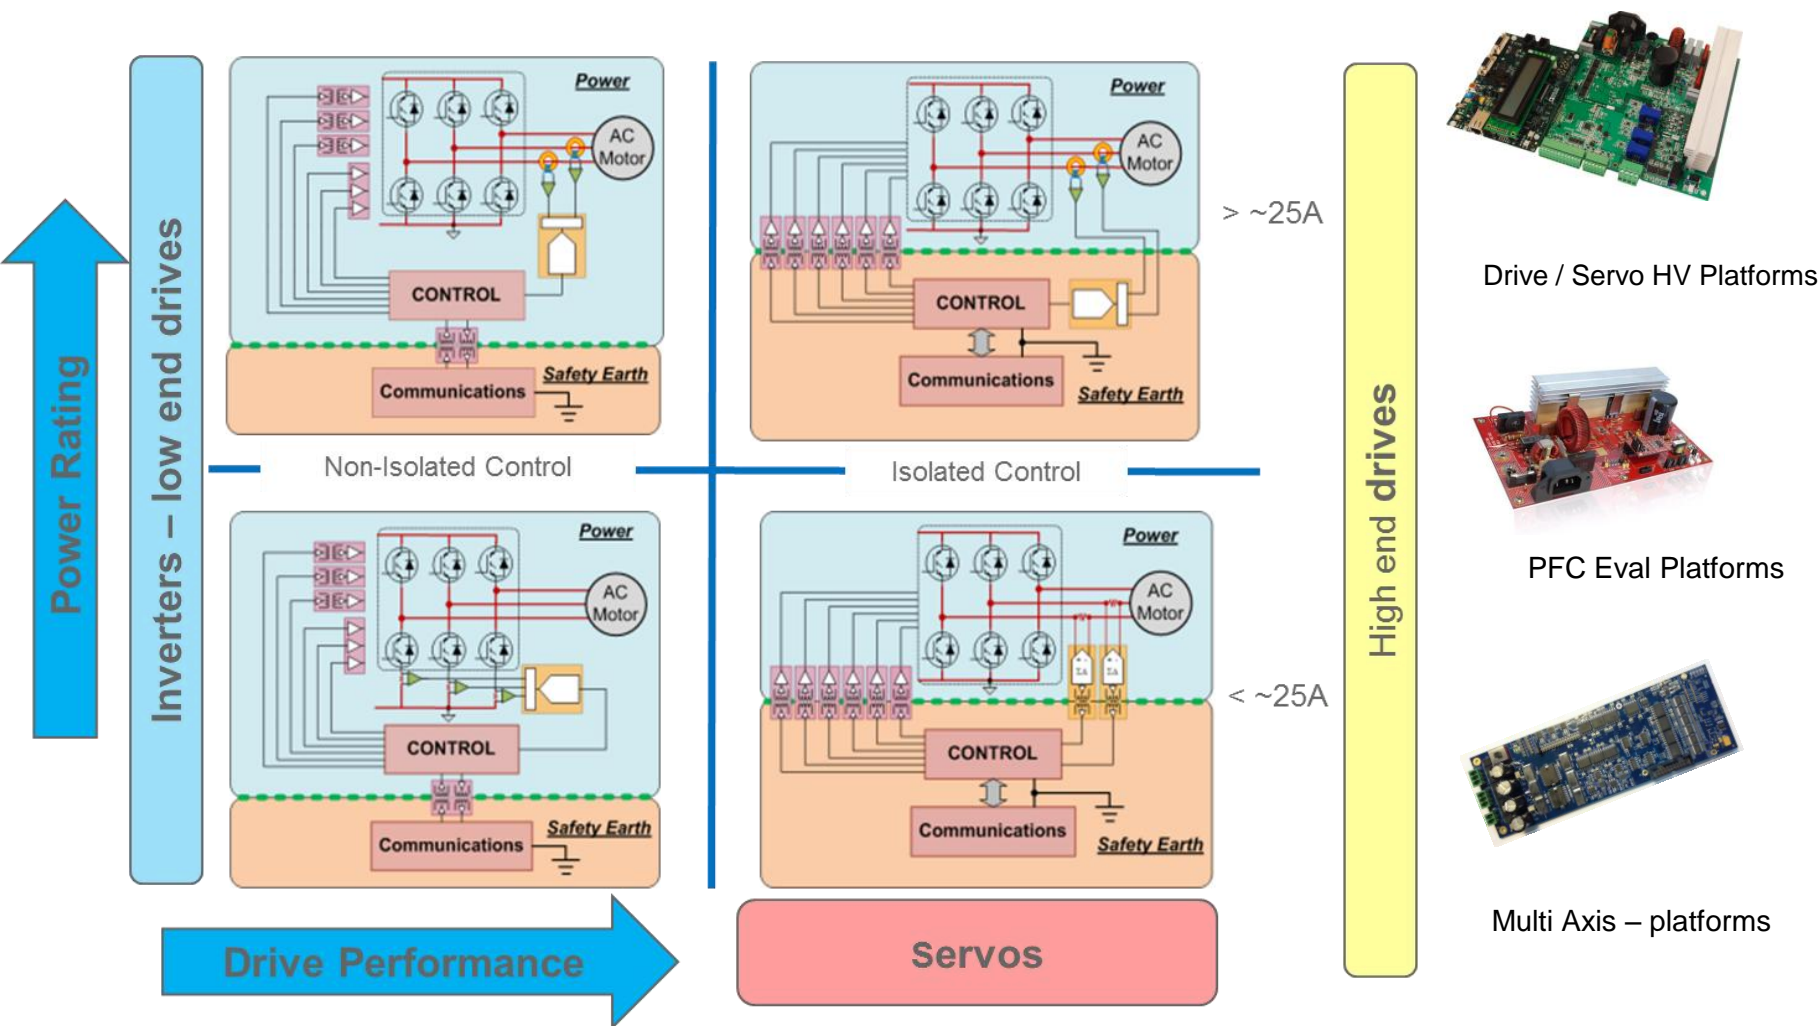 Power Rating
Inverters – low end drives
Power
AC
Motor
CONTROL
Communications
Safety Earth
Power
AC
Motor
CONTROL
Communications
Safety Earth
> ~25A
Non-Isolated Control
Isolated Control
Power
AC
Motor
CONTROL
Communications
Safety Earth
Power
AC
Motor
ΣΔ
ΣΔ
CONTROL
Communications
Safety Earth
< ~25A
Drive Performance
Servos
High end drives
Drive / Servo HV Platforms
PFC Eval Platforms
Multi Axis – platforms